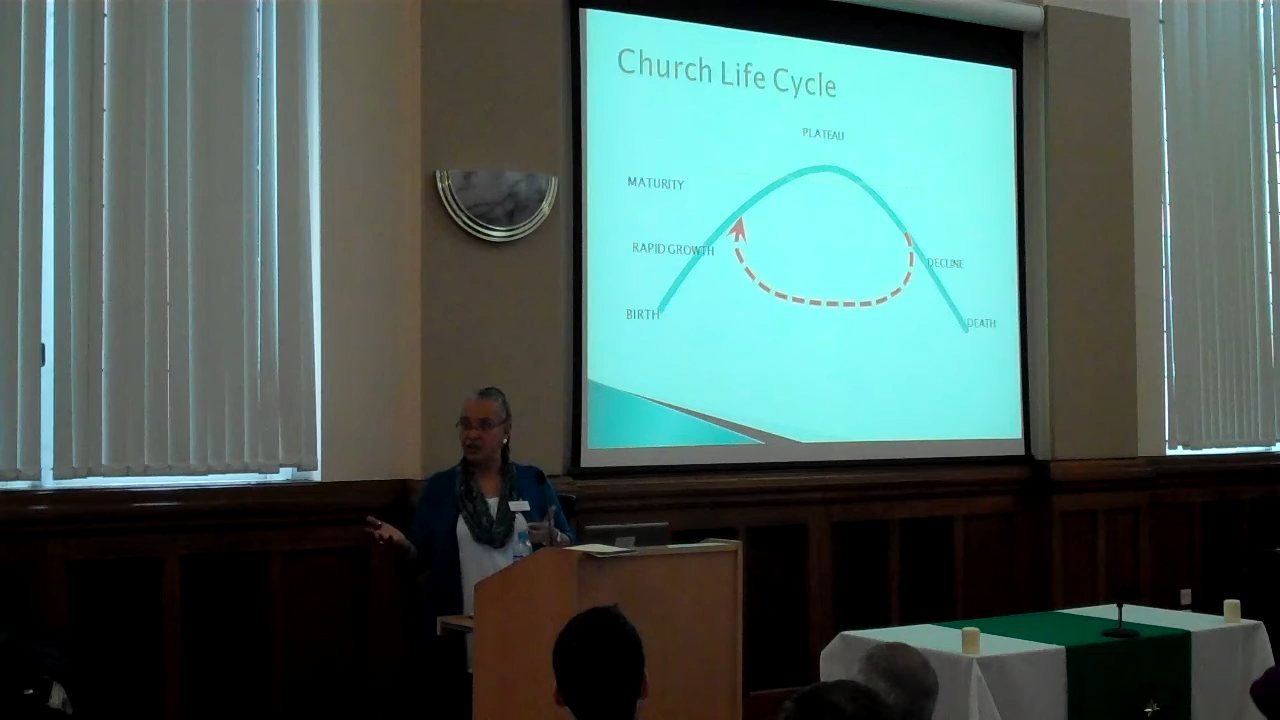 Church Life Cycle
PLATEAU
MATURITY
RAPID GROWTH
DECLINE
BIRTH
DEATH